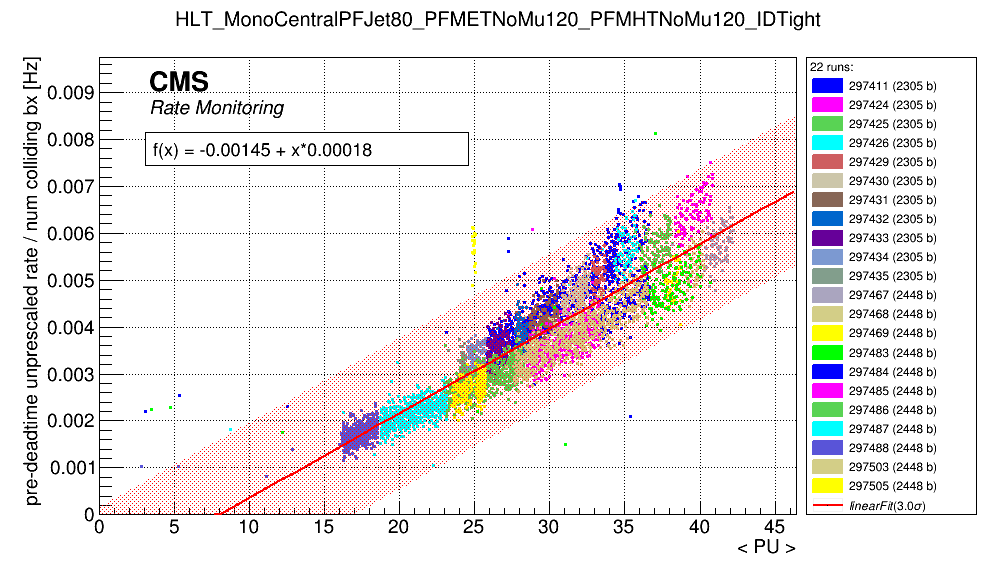 HLT_MonoCentralPFJet80_PFMETNoMu120_PFMHTNoMu120_IDTight
pre-deadtime unprescaled rate / num colliding bx [Hz]
CMS
Rate Monitoring
f(x) = -0.00145 + x*0.00018
0.009
0.008
0.007
0.006
0.005
0.004
0.003
0.002
0.001
0
0 5 10 15 20 25 30 35 40 45
< PU >
22 runs:
297411 (2305 b)
297424 (2305 b)
297425 (2305 b)
297426 (2305 b)
297429 (2305 b)
297430 (2305 b)
297431 (2305 b)
297432 (2305 b)
297433 (2305 b)
297434 (2305 b)
297435 (2305 b)
297467 (2448 b)
297468 (2448 b)
297469 (2448 b)
297483 (2448 b)
297484 (2448 b)
297485 (2448 b)
297486 (2448 b)
297487 (2448 b)
297488 (2448 b)
297503 (2448 b)
297505 (2448 b)
linearFit(3.0σ)